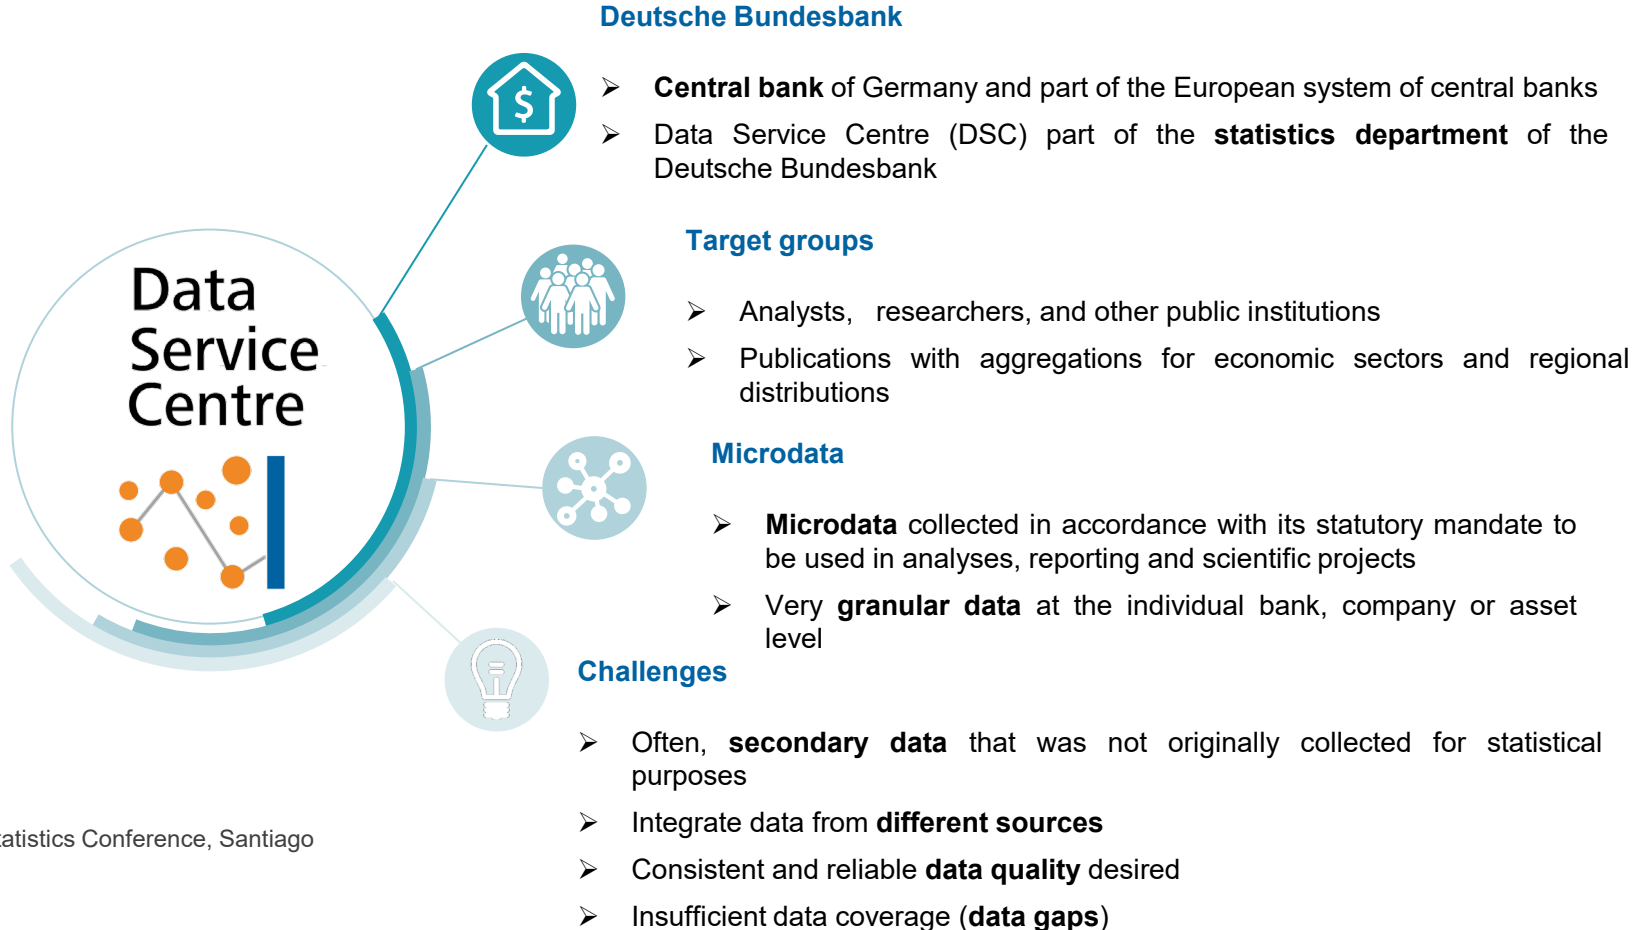 Deutsche Bundesbank
➢ Central bank of Germany and part of the European system of central banks
➢ Data Service Centre (DSC) part of the statistics department of the
Deutsche Bundesbank
Data
Service
Centre
Target groups
➢ Analysts, researchers, and other public institutions
➢ Publications with aggregations for economic sectors and regional
distributions
Microdata
➢ Microdata collected in accordance with its statutory mandate to
be used in analyses, reporting and scientific projects
➢ Very granular data at the individual bank, company or asset
level
Challenges
➢ Often, secondary data that was not originally collected for statistical
purposes
➢ Integrate data from different sources
➢ Consistent and reliable data quality desired
➢ Insufficient data coverage (data gaps)
tatistics Conference, Santiago
$